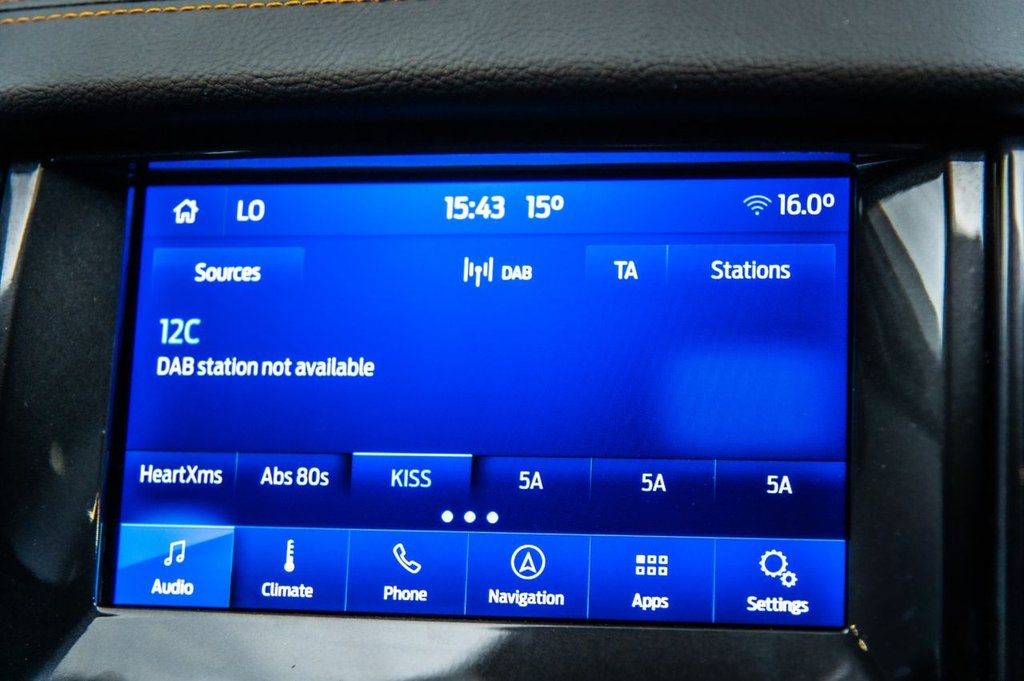 LO 15:43 15º 16.0º
Sources DAB TA Stations
12C
DAB station not available
HeartXms Abs 80s KISS 5A 5A 5A
Audio Climate Phone Navigation Apps Settings